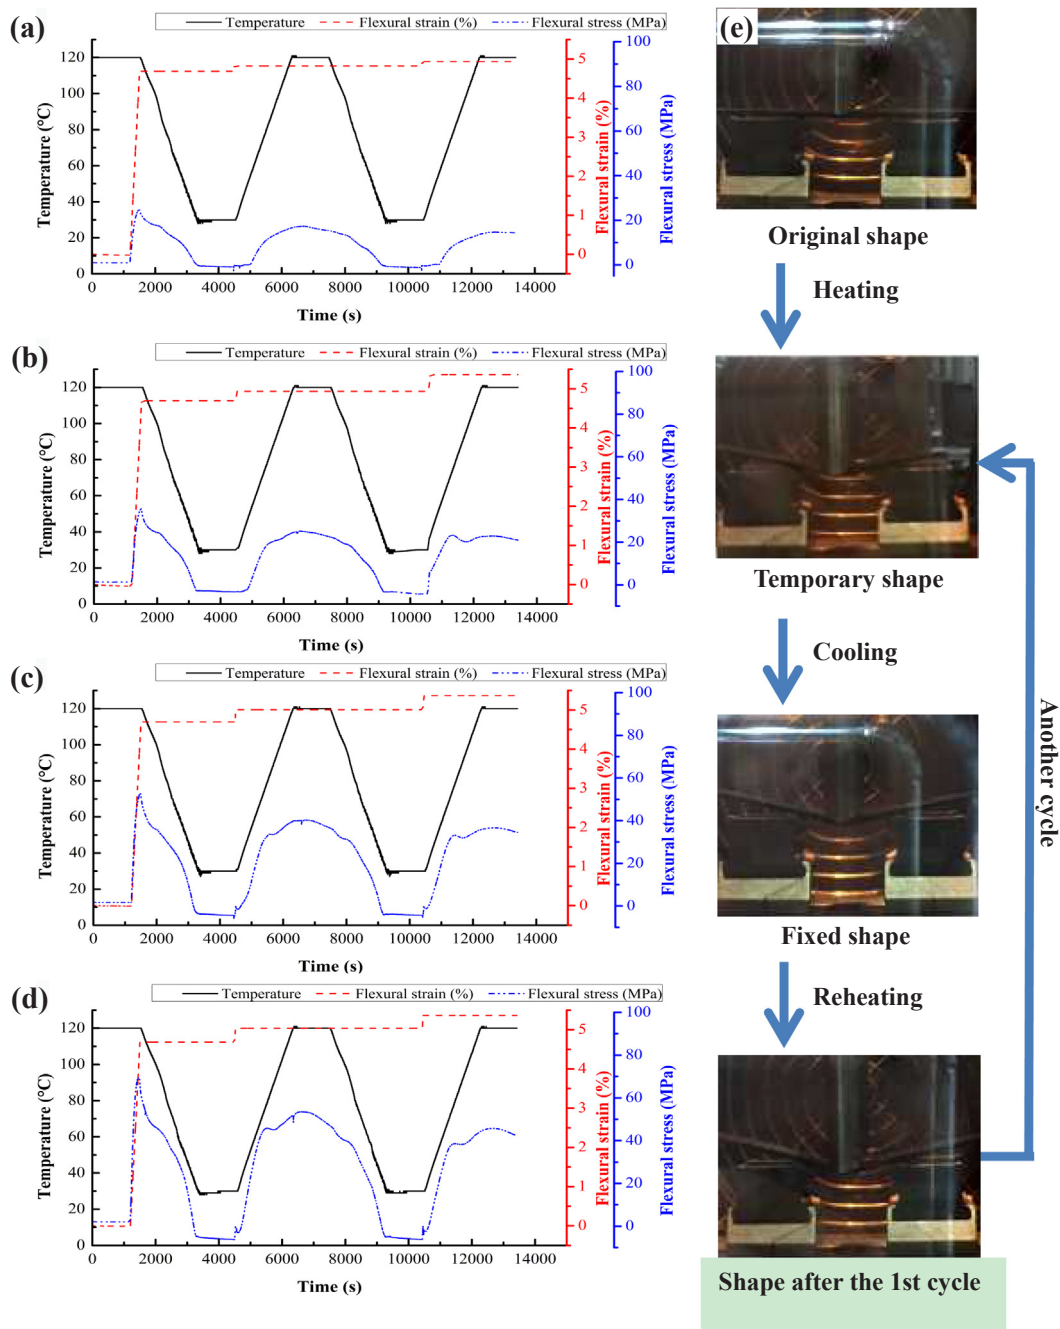 (a)
Temperature Flexural strain (%) Flexural stress (MPa)
120
100
80
60
40
20
0
Temperature (°C)
0 2000 4000 6000 8000 10000 12000 14000
Time (s)
5
4
3
2
1
0
Flexural strain (%)
100
80
60
40
20
0
Flexural stress (MPa)
(b)
Temperature Flexural strain (%) Flexural stress (MPa)
120
100
80
60
40
20
0
Temperature (°C)
0 2000 4000 6000 8000 10000 12000 14000
Time (s)
5
4
3
2
1
0
Flexural strain (%)
100
80
60
40
20
0
Flexural stress (MPa)
(c)
Temperature Flexural strain (%) Flexural stress (MPa)
120
100
80
60
40
20
0
Temperature (°C)
0 2000 4000 6000 8000 10000 12000 14000
Time (s)
5
4
3
2
1
0
Flexural strain (%)
100
80
60
40
20
0
Flexural stress (MPa)
(d)
Temperature Flexural strain (%) Flexural stress (MPa)
120
100
80
60
40
20
0
Temperature (°C)
0 2000 4000 6000 8000 10000 12000 14000
Time (s)
5
4
3
2
1
0
Flexural strain (%)
100
80
60
40
20
0
Flexural stress (MPa)
(e)
Original shape
Heating
Temporary shape
Cooling
Fixed shape
Reheating
Shape after the 1st cycle
Another cycle